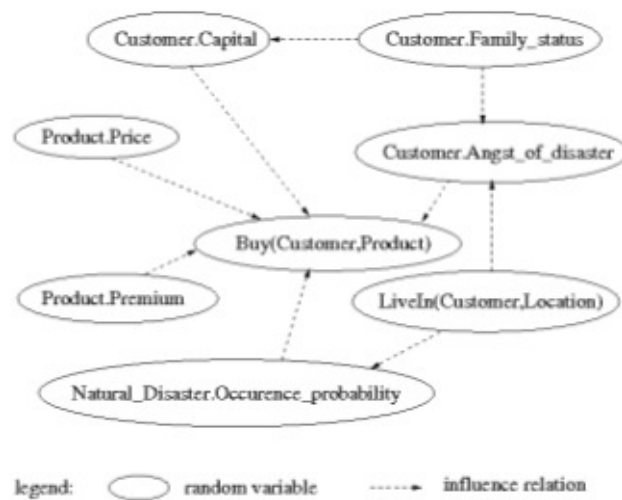 Customer.Capital
Customer.Family_status
Product.Price
Customer.Angst_of_disaster
Buy(Customer,Product)
Product.Premium
LiveIn(Customer,Location)
Natural_Disaster.Occurence_probability
legend: random variable influence relation